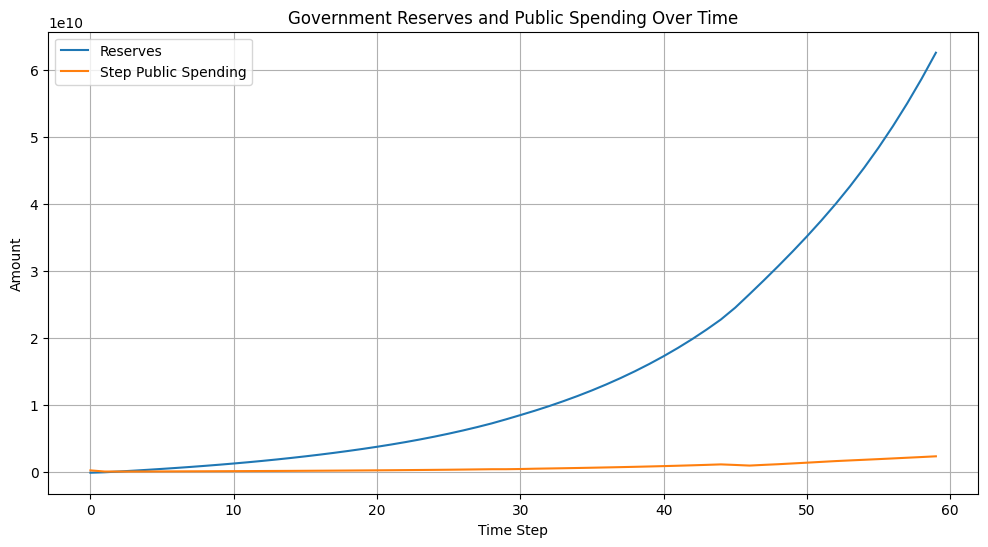 Government Reserves and Public Spending Over Time
1e10
Reserves
Step Public Spending
6
5
4
3
2
1
0
Amount
0 10 20 30 40 50 60
Time Step